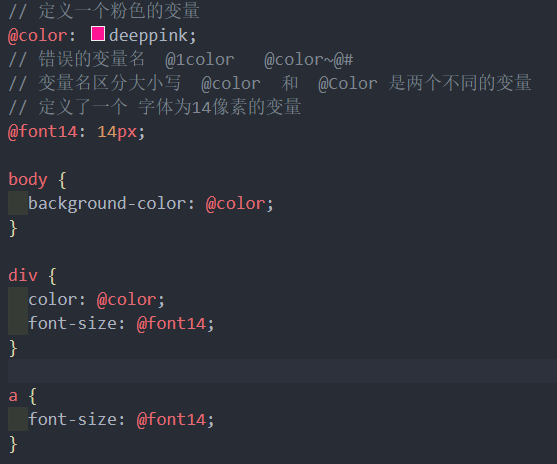 // 定义一个粉色的变量
@color: deeppink;
// 错误的变量名  @1color   @color~@#
// 变量名区分大小写  @color  和  @Color 是两个不同的变量
// 定义了一个 字体为14像素的变量
@font14: 14px;
body {
  background-color: @color;
}
div {
  color: @color;
  font-size: @font14;
}
a {
  font-size: @font14;
}